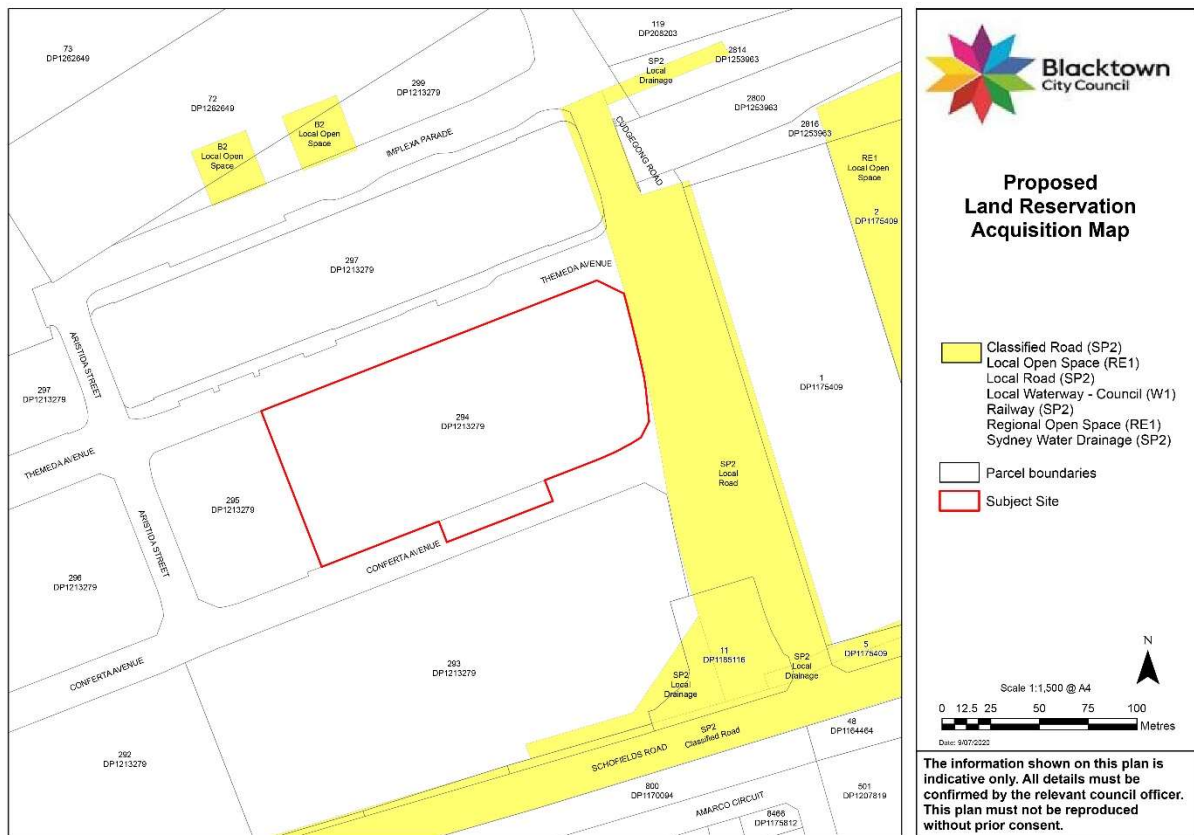 73
DP1262649
72
DP1262649
B2
Local Open
Space
B2
Local Open
Space
299
DP1213279
IMPLEXA PARADE
119
DP208203
SP2
Local
Drainage
2814
DP1253963
2800
DP1253963
2816
DP1253963
CUDGEGONG ROAD
RE1
Local Open
Space
2
DP1175409
297
DP1213279
THEMEDA AVENUE
ARISTIDA STREET
297
DP1213279
THEMEDA AVENUE
294
DP1213279
1
DP1175409
SP2
Local
Road
295
DP1213279
ARISTIDA STREET
CONFERTA AVENUE
296
DP1213279
CONFERTA AVENUE
293
DP1213279
11
DP1185116
SP2
Local
Drainage
SP2
Local
Drainage
5
DP1175409
292
DP1213279
SCHOFIELDS ROAD
SP2
Classified Road
48
DP1164464
800
DP1170094
AMARCO CIRCUIT
501
DP1207819
8466
DP1175812
Blacktown
City Council
Proposed
Land Reservation
Acquisition Map
Classified Road (SP2)
Local Open Space (RE1)
Local Road (SP2)
Local Waterway - Council (W1)
Railway (SP2)
Regional Open Space (RE1)
Sydney Water Drainage (SP2)
Parcel boundaries
Subject Site
N
Scale 1:1,500 @ A4
0 12.5 25 50 75 100
Metres
Date: 9/07/2020
The information shown on this plan is
indicative only. All details must be
confirmed by the relevant council officer.
This plan must not be reproduced
without prior consent.